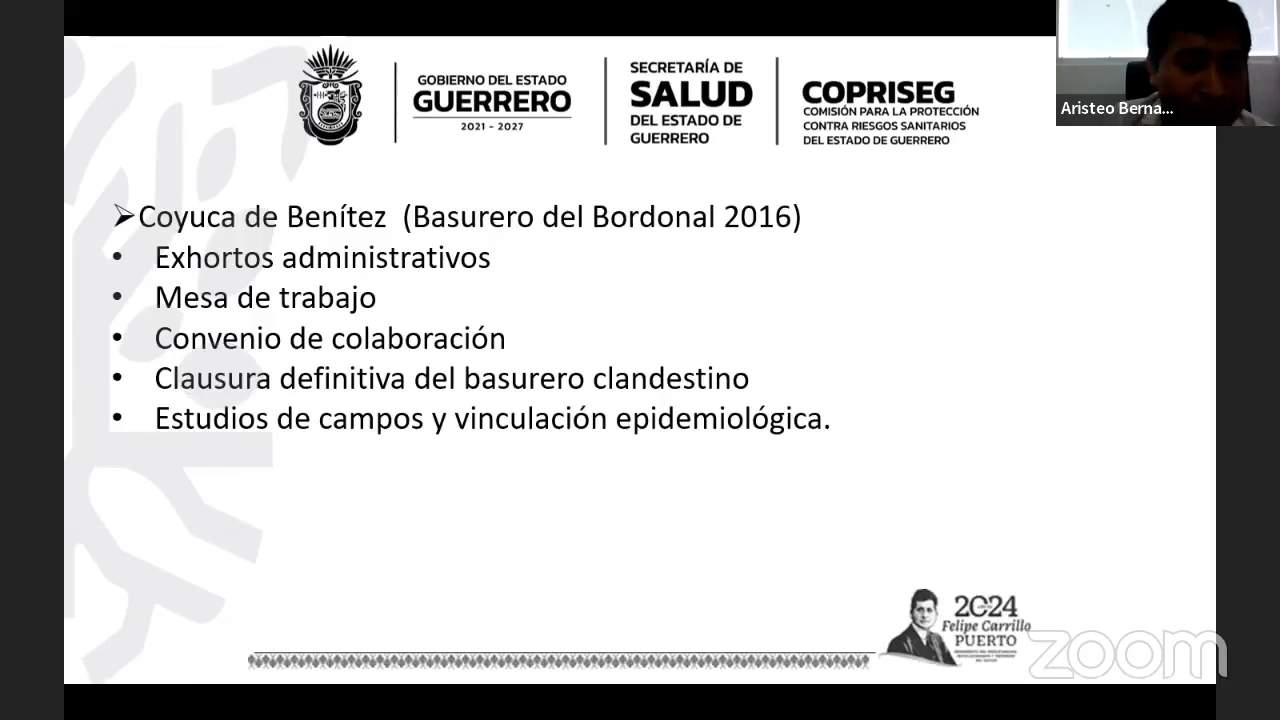 GOBIERNO DEL ESTADO
GUERRERO
2021 - 2027
SECRETARÍA DE
SALUD
DEL ESTADO DE
GUERRERO
COPRISEG
COMISIÓN PARA LA PROTECCIÓN
CONTRA RIESGOS SANITARIOS
DEL ESTADO DE GUERRERO
Aristeo Berna...
➢Coyuca de Benítez (Basurero del Bordonal 2016)
• Exhortos administrativos
• Mesa de trabajo
• Convenio de colaboración
• Clausura definitiva del basurero clandestino
• Estudios de campos y vinculación epidemiológica.
2024
Felipe Carrillo
PUERTO
zoom